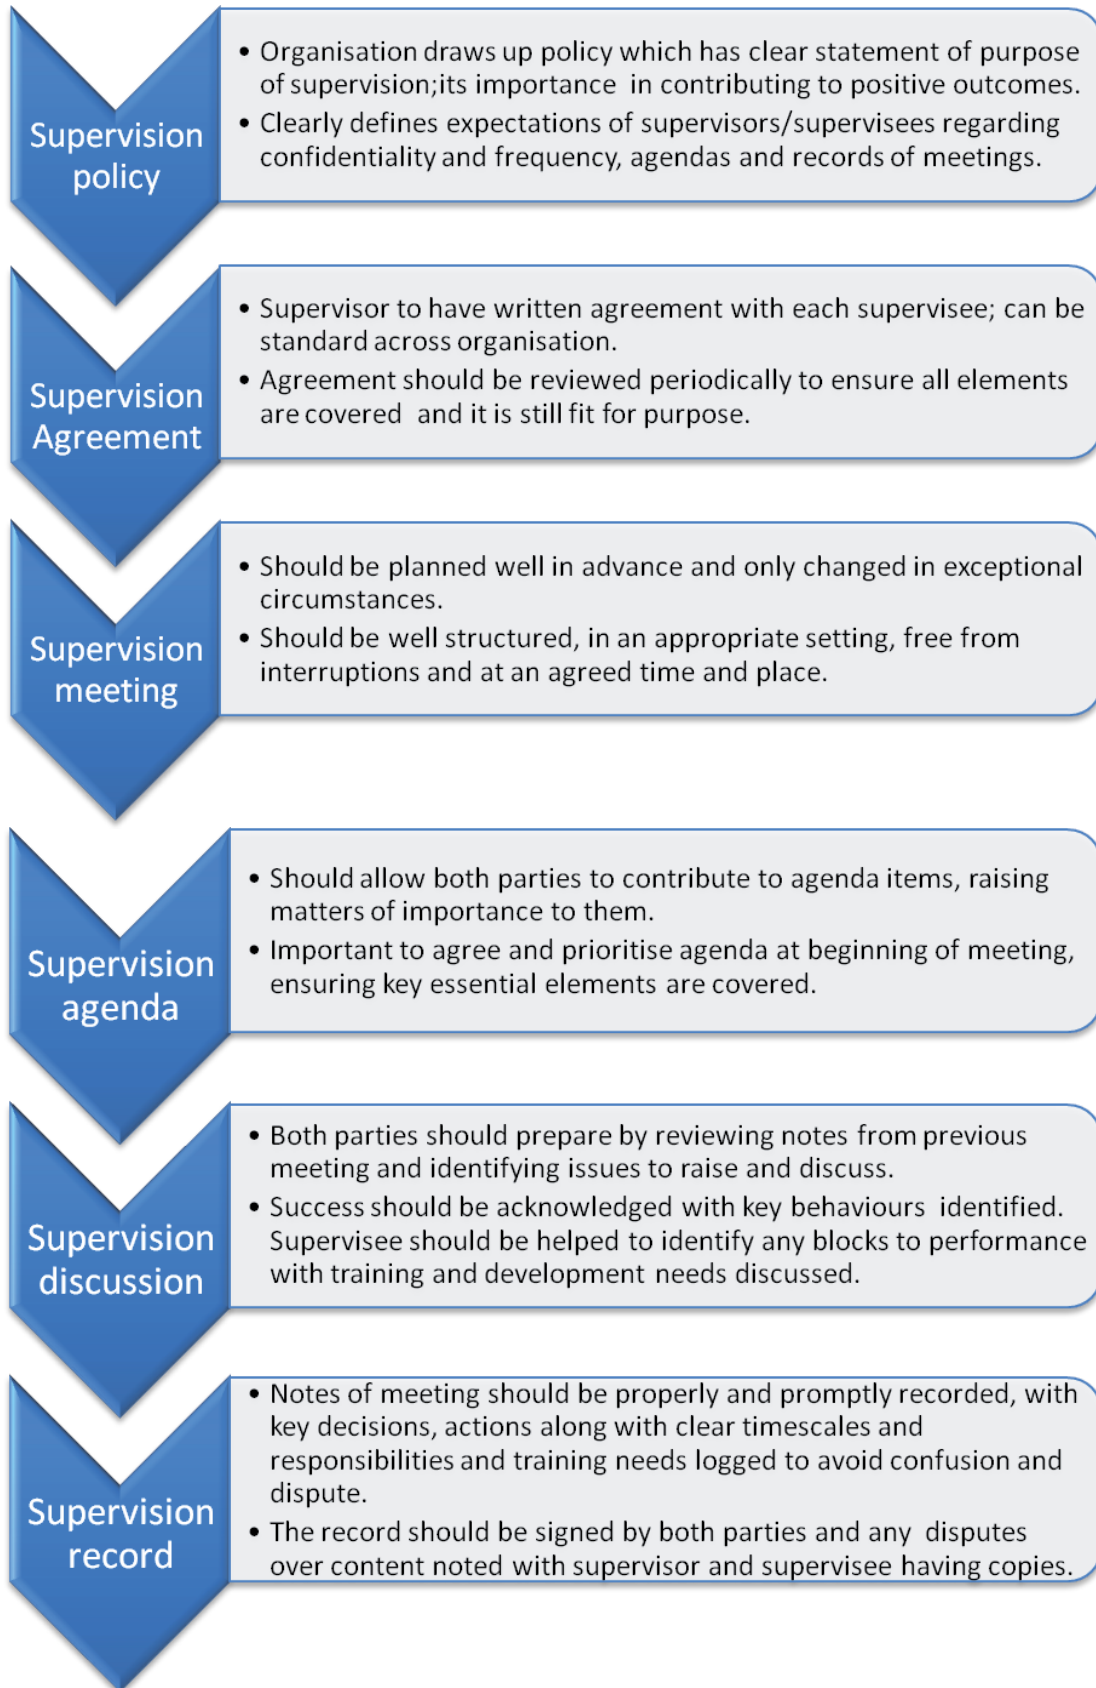 Supervision
policy
• Organisation draws up policy which has clear statement of purpose
of supervision;its importance  in contributing to positive outcomes.
• Clearly defines expectations of supervisors/supervisees regarding
confidentiality and frequency, agendas and records of meetings.
Supervision
Agreement
• Supervisor to have written agreement with each supervisee; can be
standard across organisation.
• Agreement should be reviewed periodically to ensure all elements
are covered  and it is still fit for purpose.
Supervision
meeting
• Should be planned well in advance and only changed in exceptional
circumstances.
• Should be well structured, in an appropriate setting, free from
interruptions and at an agreed time and place.
Supervision
agenda
• Should allow both parties to contribute to agenda items, raising
matters of importance to them.
• Important to agree and prioritise agenda at beginning of meeting,
ensuring key essential elements are covered.
Supervision
discussion
• Both parties should prepare by reviewing notes from previous
meeting and identifying issues to raise and discuss.
• Success should be acknowledged with key behaviours  identified.
Supervisee should be helped to identify any blocks to performance
with training and development needs discussed.
Supervision
record
• Notes of meeting should be properly and promptly recorded, with
key decisions, actions along with clear timescales and
responsibilities and training needs logged to avoid confusion and
dispute.
• The record should be signed by both parties and any  disputes
over content noted with supervisor and supervisee having copies.